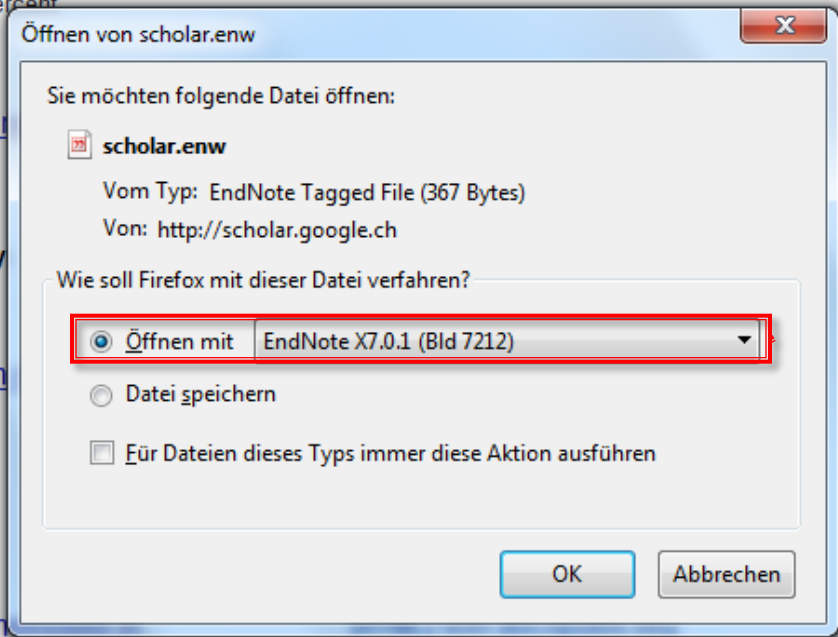 Öffnen von scholar.enw
Sie möchten folgende Datei öffnen:
scholar.enw
Vom Typ: EndNote Tagged File (367 Bytes)
Von: http://scholar.google.ch
Wie soll Firefox mit dieser Datei verfahren?
Öffnen mit EndNote X7.0.1 (Bld 7212)
Datei speichern
Für Dateien dieses Typs immer diese Aktion ausführen
OK Abbrechen